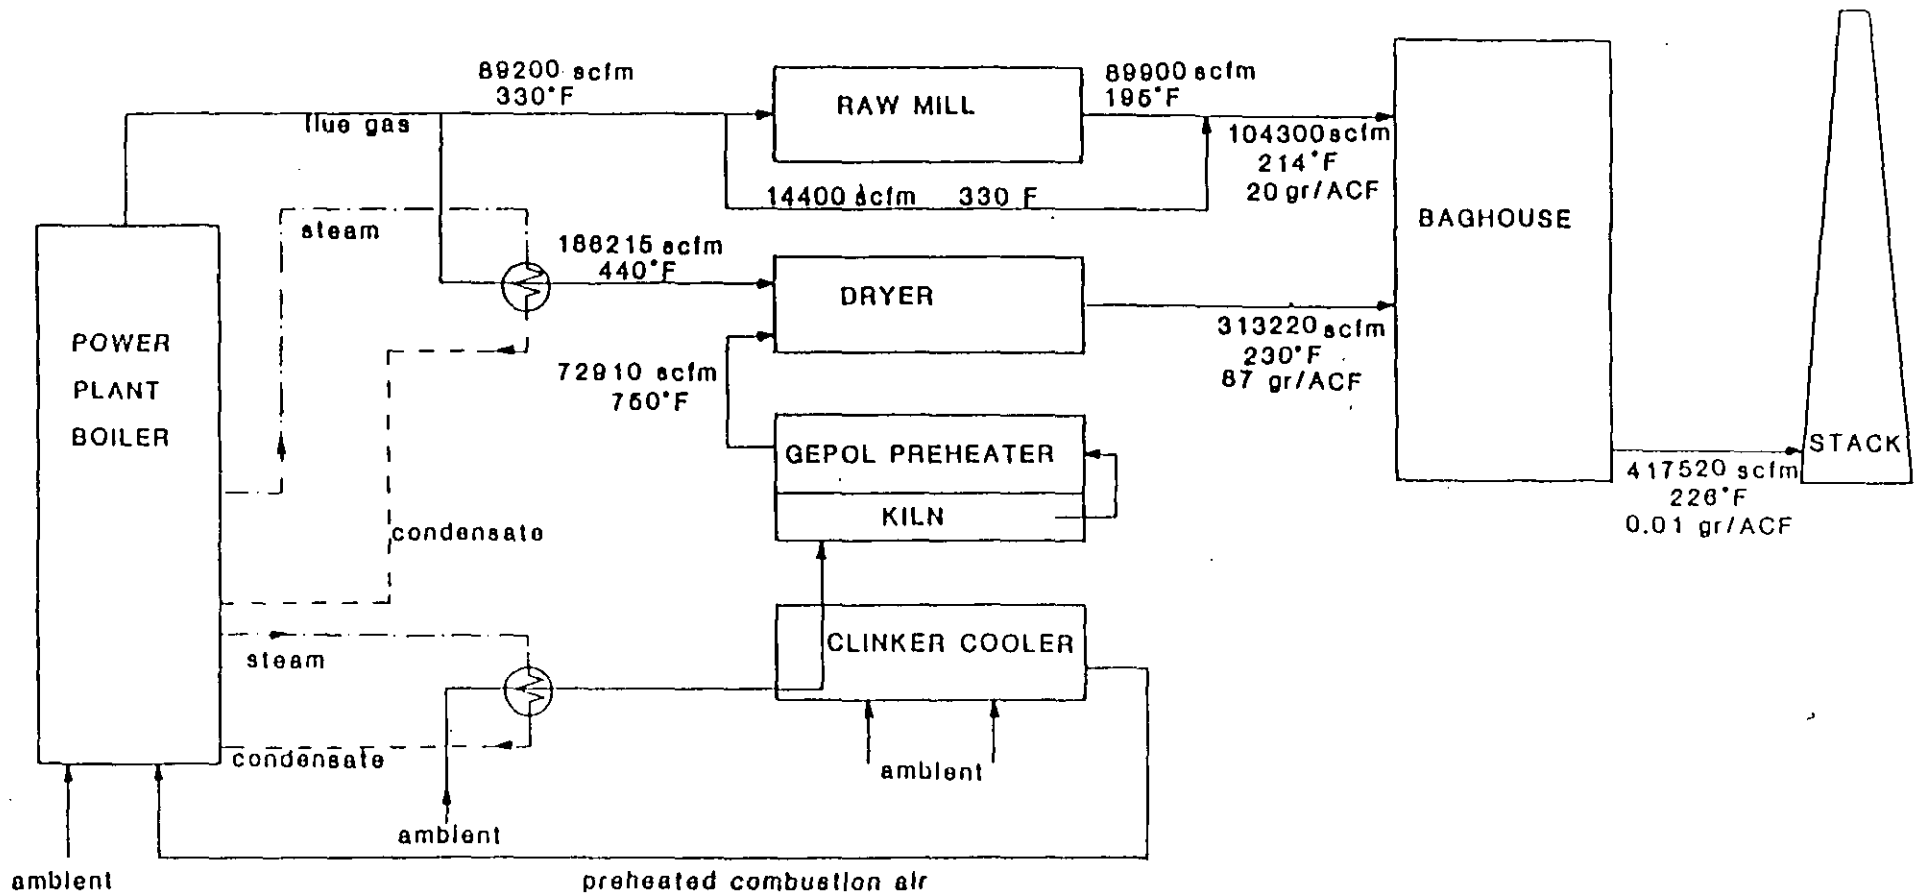 89200 scfm
330°F
flue gas
RAW MILL
89900 scfm
195°F
104300 scfm
214°F
20 gr/ACF
14400 scfm 330 F
steam
188215 scfm
440°F
DRYER
BAGHOUSE
313220 scfm
230°F
87 gr/ACF
POWER
PLANT
BOILER
72910 scfm
750°F
GEPOL PREHEATER
KILN
STACK
417520 scfm
226°F
0.01 gr/ACF
condensate
steam
CLINKER COOLER
condensate
ambient
ambient
ambient
preheated combustion air